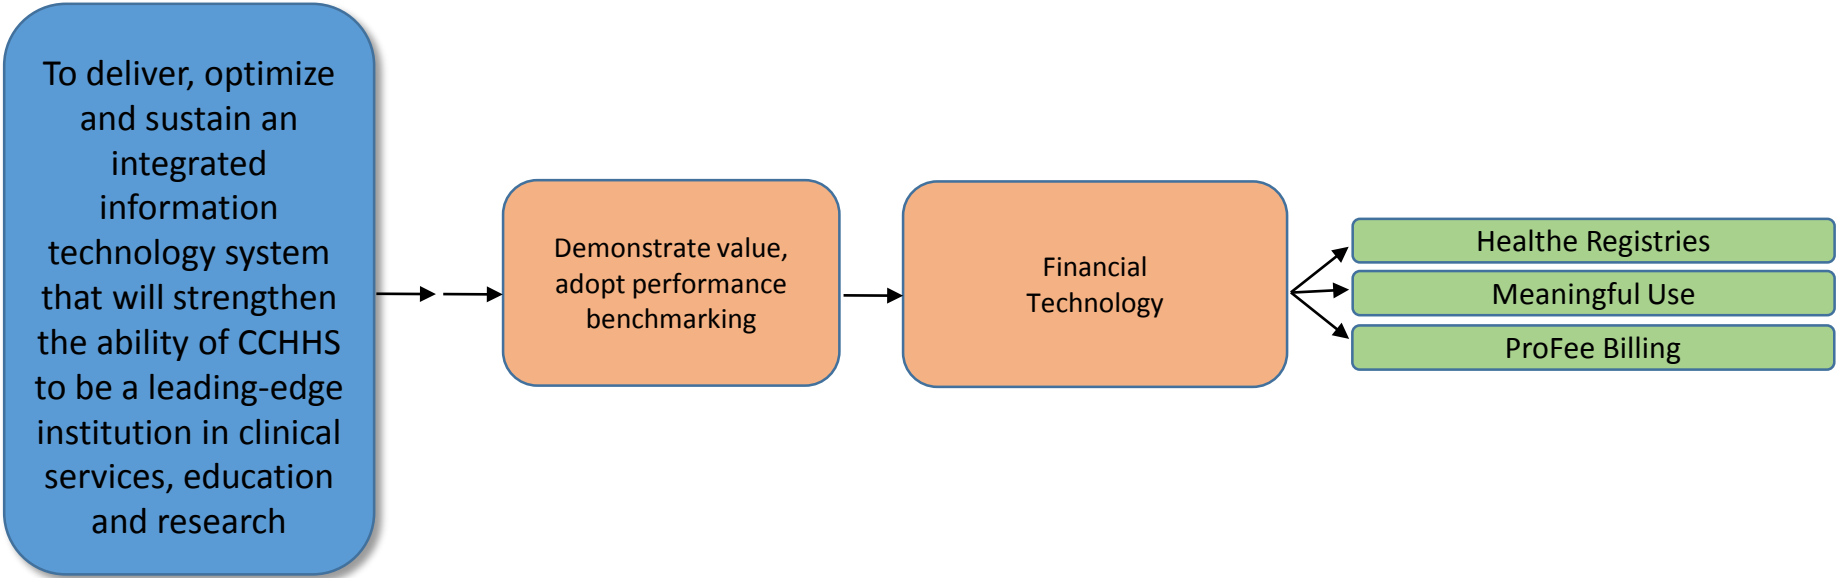 To deliver, optimize
and sustain an
integrated
information
technology system
that will strengthen
the ability of CCHHS
to be a leading-edge
institution in clinical
services, education
and research
Demonstrate value,
adopt performance
benchmarking
Financial
Technology
Healthe Registries
Meaningful Use
ProFee Billing